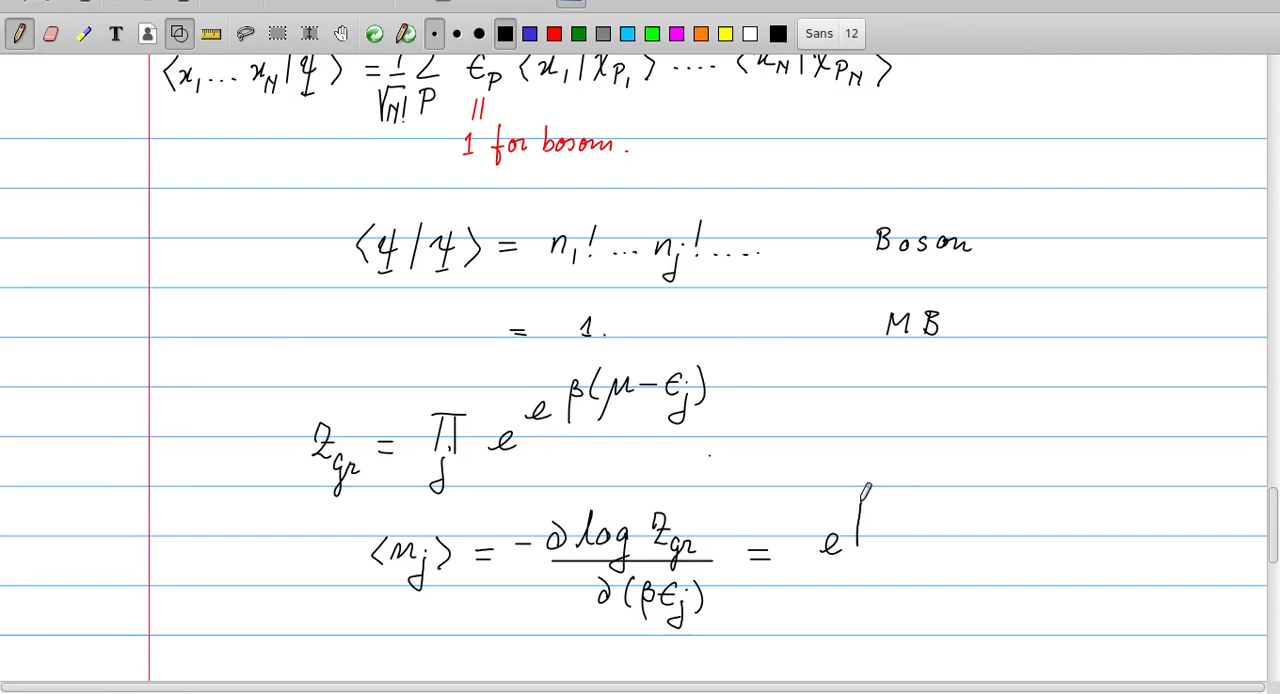 T Sans 12
⟨x₁ ... x_N | Ψ⟩ = 1/√N! Σ_P ε_P ⟨x₁ | χ_P₁⟩ .... ⟨x_N | χ_P_N⟩
||
1 for boson.
⟨Ψ | Ψ⟩ = n₁! ... n_j! .... Boson
= 1. MB
Z_gr = Π_j e^{e^{β(μ − ε_j)}}
⟨n_j⟩ = − ∂ log Z_gr / ∂(βε_j) = e